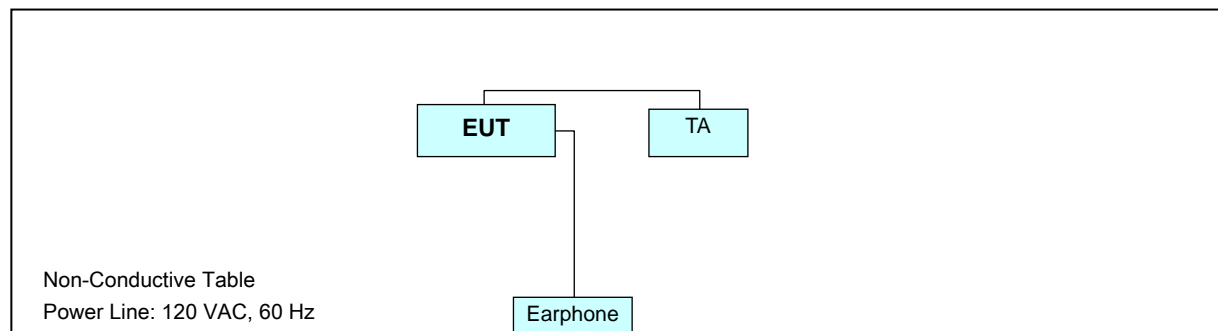 EUT
TA
Non-Conductive Table
Power Line: 120 VAC, 60 Hz
Earphone